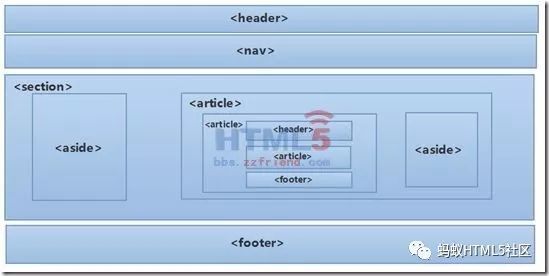 <header>
<nav>
<section>
<aside>
<article>
<article>
<header>
<article>
<footer>
<aside>
HTML5
bbs.zzfriend.com
<footer>
蚂蚁HTML5社区